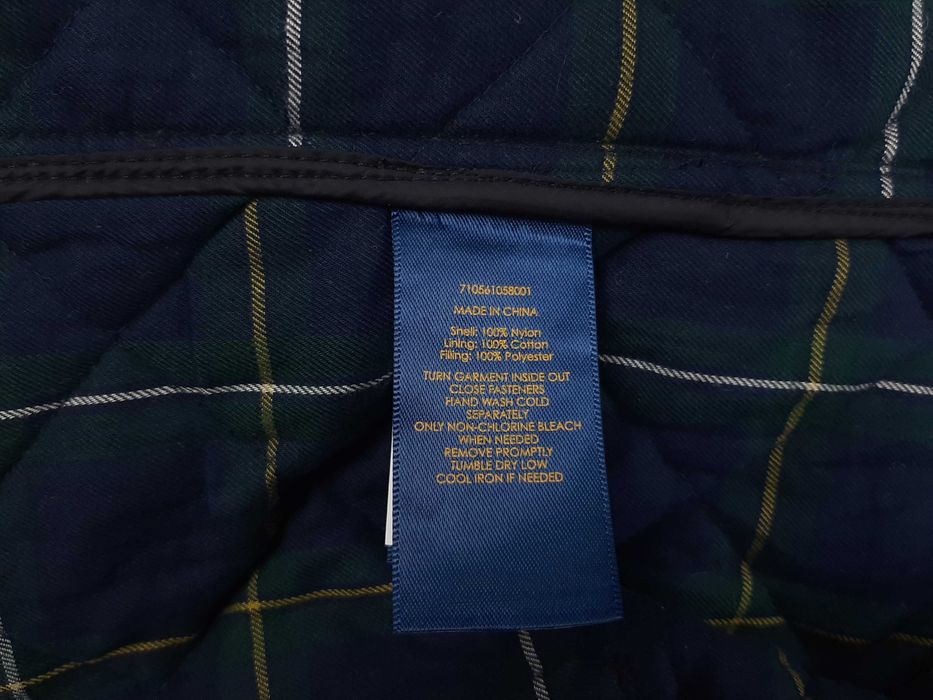 710561058001
MADE IN CHINA
Shell: 100% Nylon
Lining: 100% Cotton
Filling: 100% Polyester
TURN GARMENT INSIDE OUT
CLOSE FASTENERS
HAND WASH COLD
SEPARATELY
ONLY NON-CHLORINE BLEACH
WHEN NEEDED
REMOVE PROMPTLY
TUMBLE DRY LOW
COOL IRON IF NEEDED